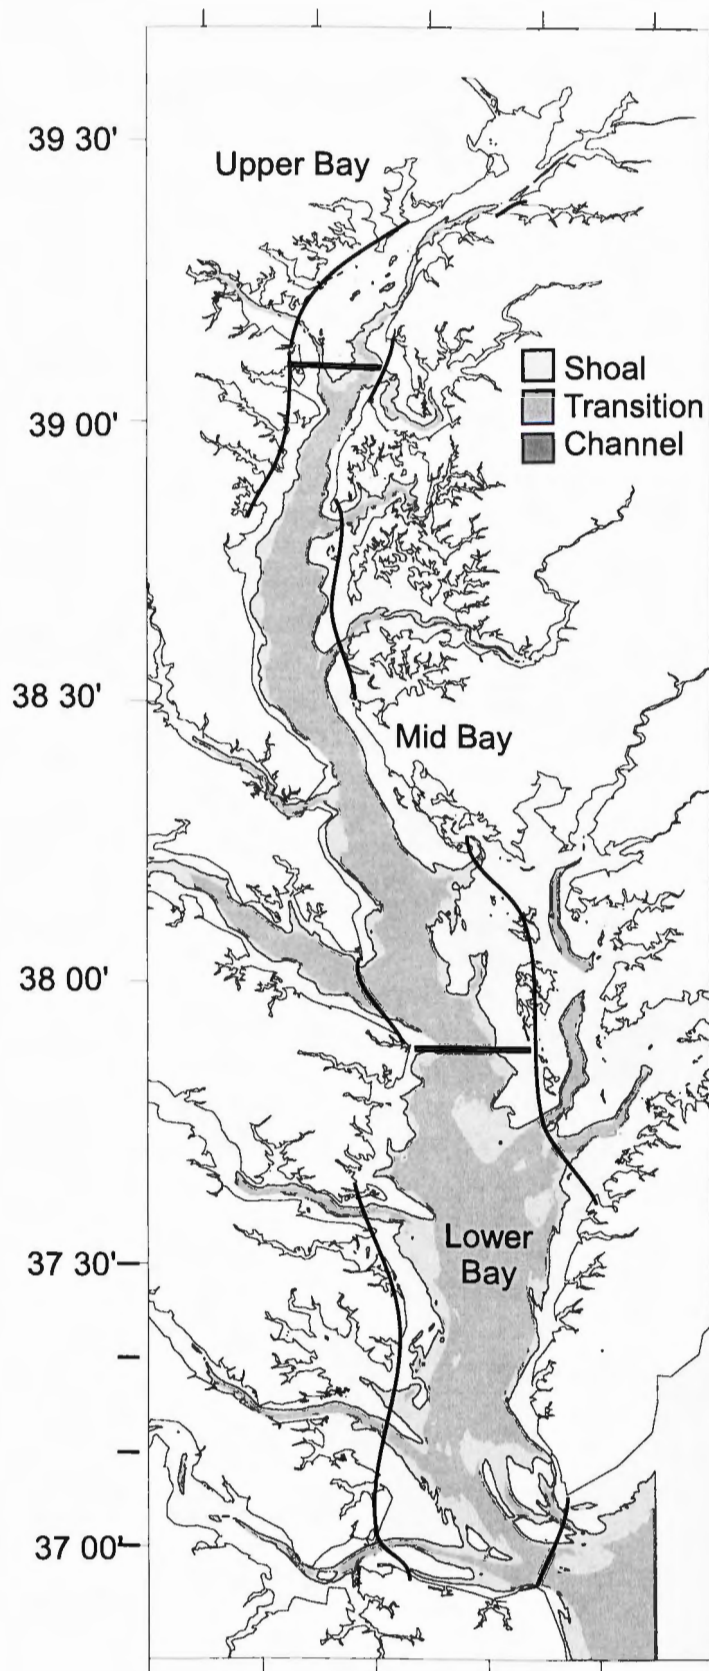 39 30'
Upper Bay
Shoal
39 00'
Transition
Channel
38 30'
Mid Bay
38 00'
Lower
Bay
37 30'
37 00'